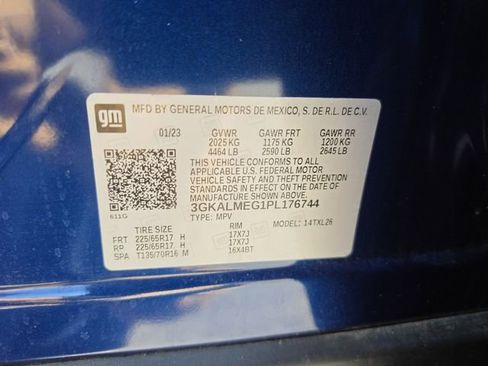 gm
MFD BY GENERAL MOTORS DE MEXICO, S. DE R.L. DE C.V.
01/23 GVWR GAWR FRT GAWR RR
2025 KG 1175 KG 1200 KG
4464 LB 2590 LB 2645 LB
THIS VEHICLE CONFORMS TO ALL
APPLICABLE U.S. FEDERAL MOTOR
VEHICLE SAFETY AND THEFT
PREVENTION STANDARDS IN EFFECT ON
THE DATE OF MANUFACTURE SHOWN ABOVE.
611G
3GKALMEG1PL176744
TYPE: MPV MODEL: 14TXL26
TIRE SIZE RIM
FRT 225/65R17 H 17X7J
RP 225/65R17 H 17X7J
SP T135/70R16 M 16X4BT